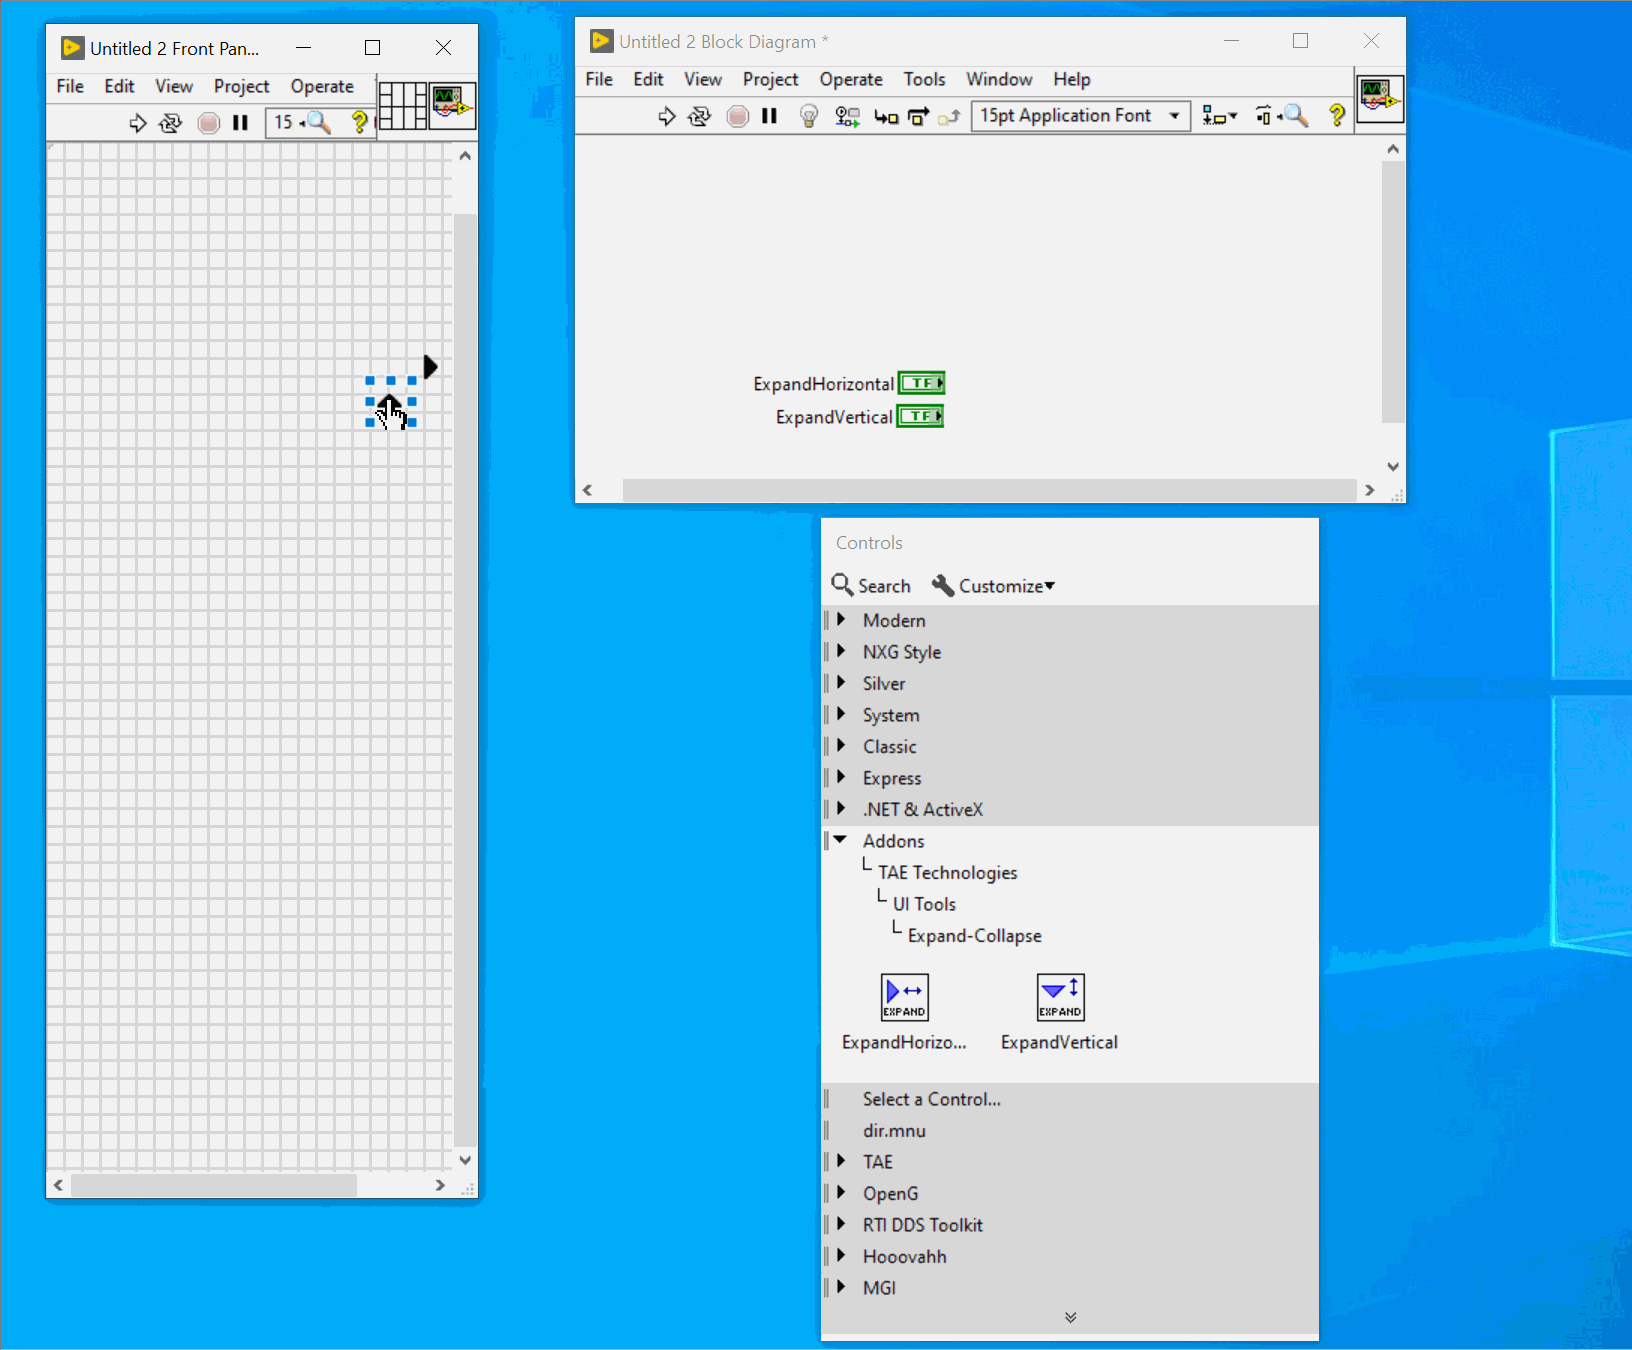 Untitled 2 Front Pan...
File Edit View Project Operate
15
Untitled 2 Block Diagram *
File Edit View Project Operate Tools Window Help
15pt Application Font
ExpandHorizontal TF
ExpandVertical TF
Controls
Search Customize
Modern
NXG Style
Silver
System
Classic
Express
.NET & ActiveX
Addons
TAE Technologies
UI Tools
Expand-Collapse
EXPAND EXPAND
ExpandHorizo... ExpandVertical
Select a Control...
dir.mnu
TAE
OpenG
RTI DDS Toolkit
Hooovahh
MGI